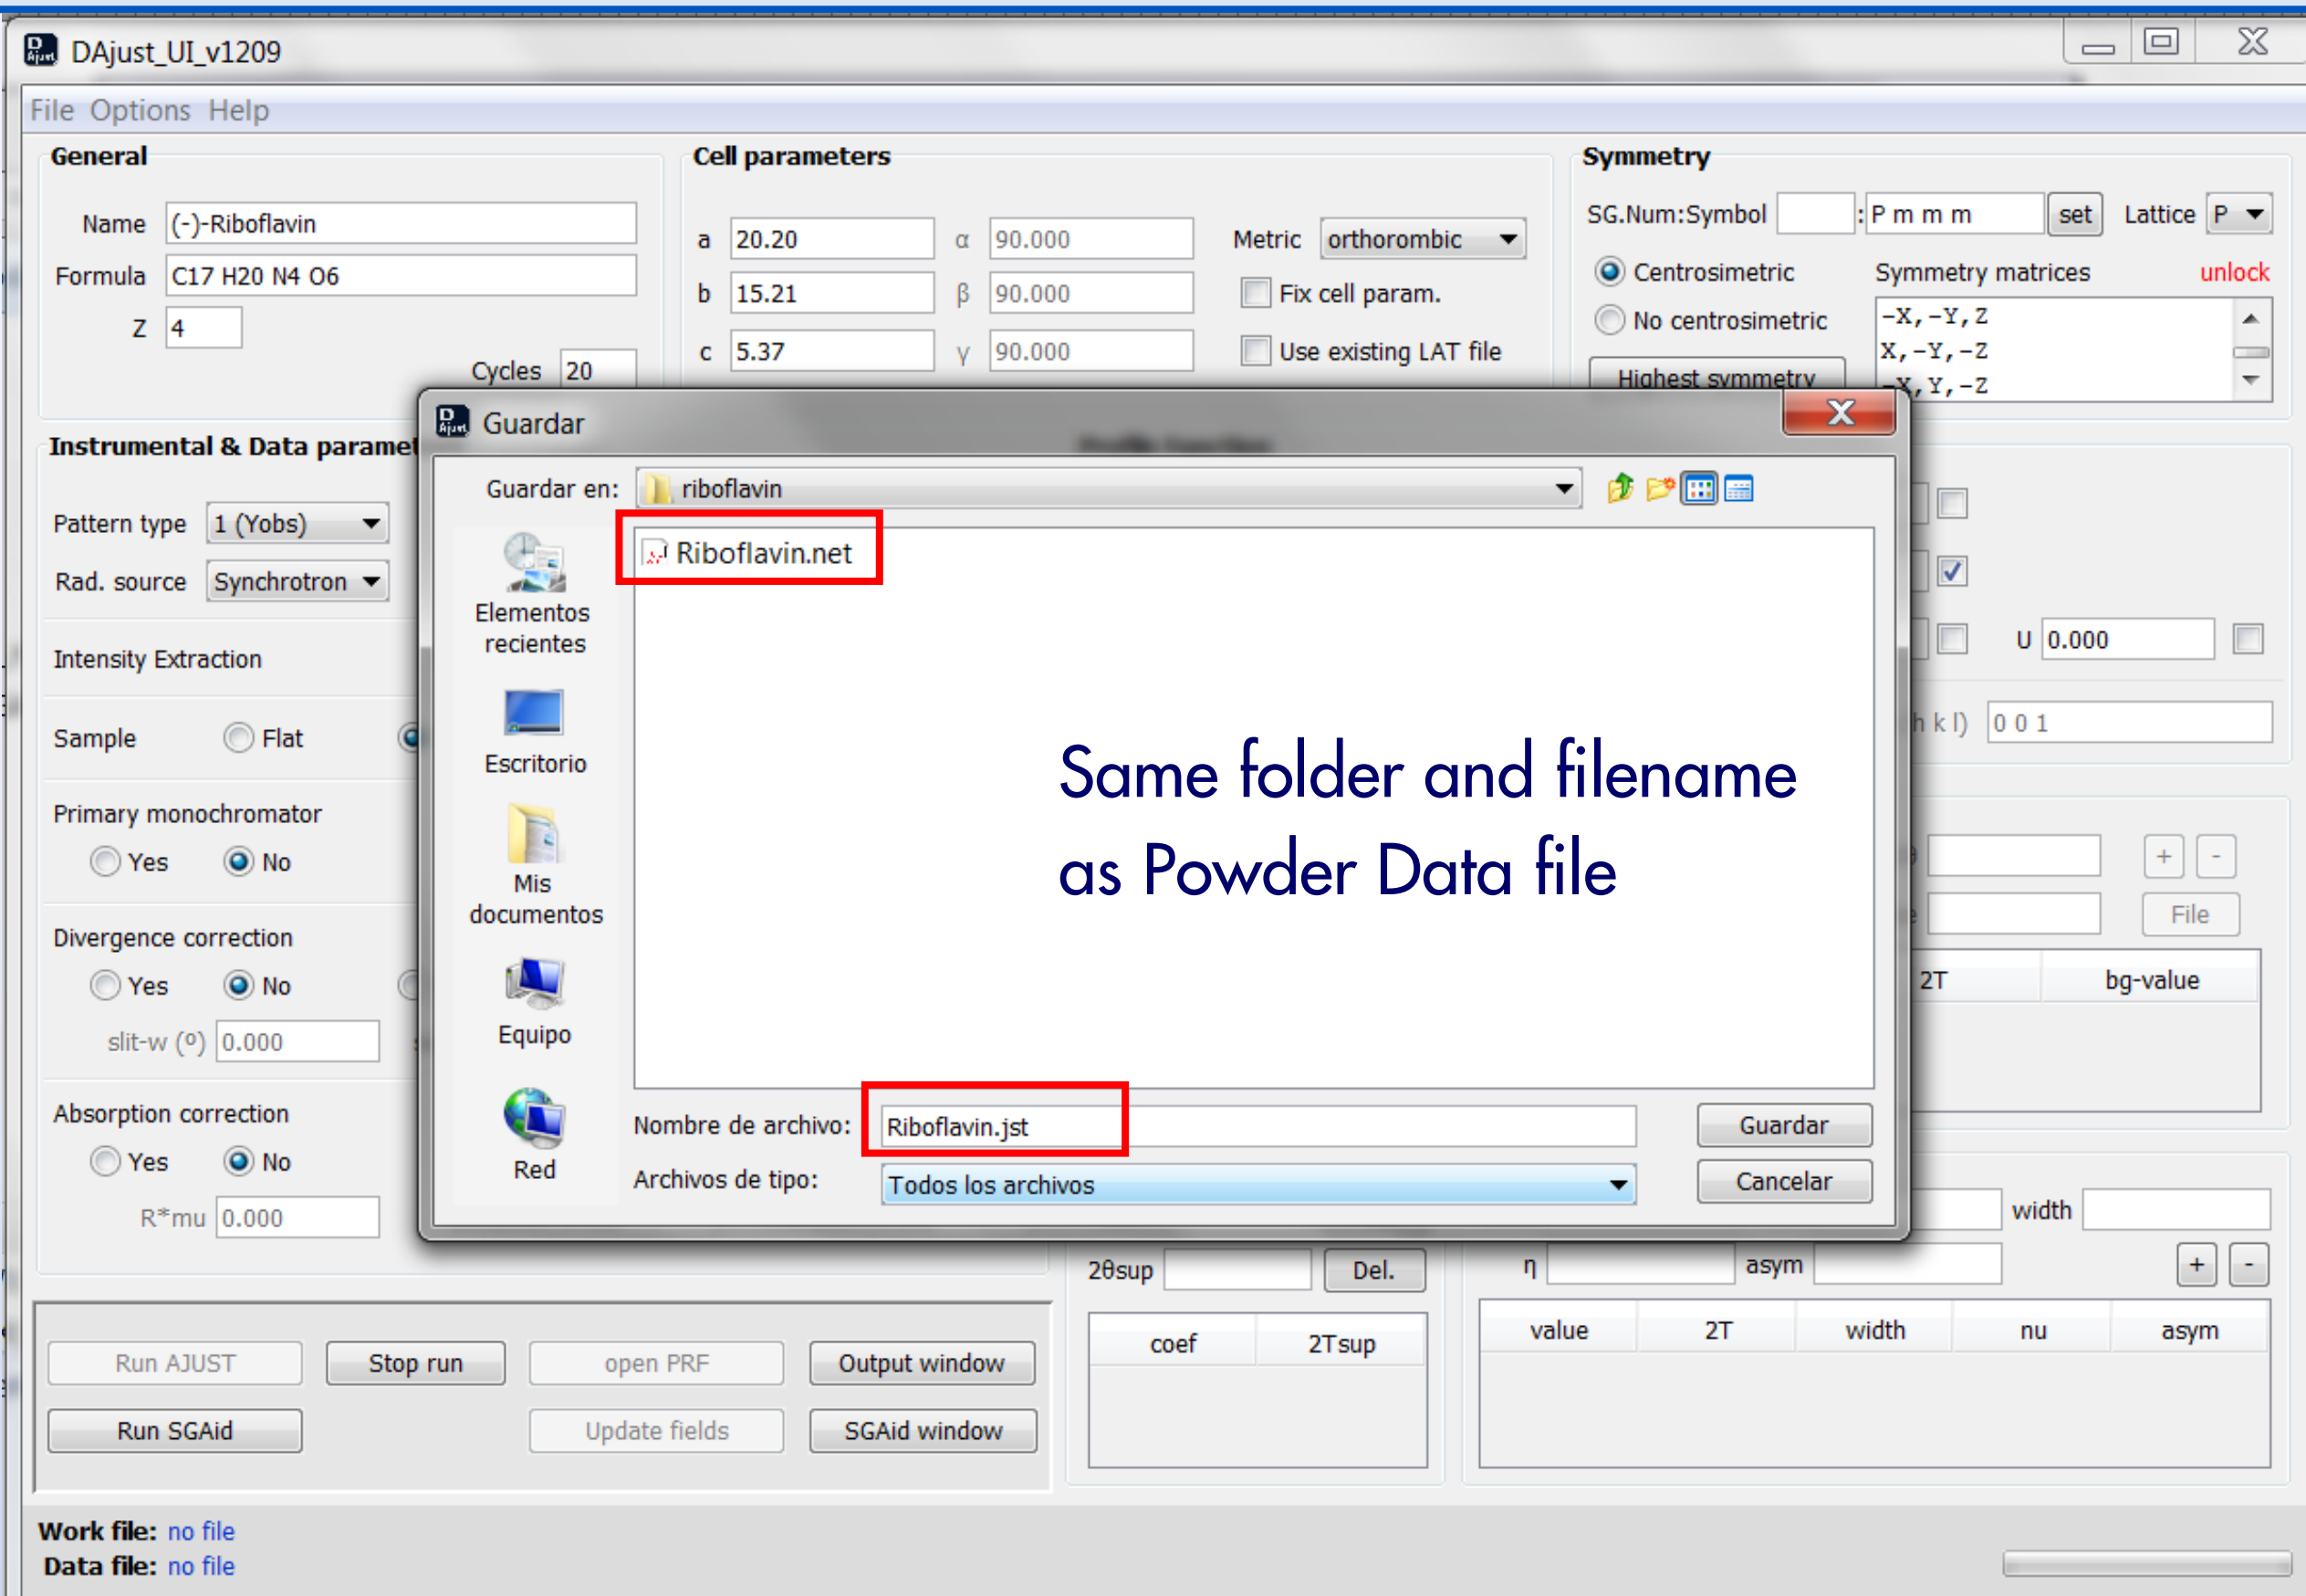 DAjust_UI_v1209
File Options Help
General
Name (-)-Riboflavin
Formula C17 H20 N4 O6
Z 4
Cycles 20
Cell parameters
a 20.20 α 90.000 Metric orthorombic
b 15.21 β 90.000 Fix cell param.
c 5.37 γ 90.000 Use existing LAT file
Symmetry
SG.Num:Symbol : P m m m set Lattice P
Centrosimetric Symmetry matrices unlock
No centrosimetric
-X,-Y,Z
X,-Y,-Z
-X,Y,-Z
Highest symmetry
Instrumental & Data paramet
Pattern type 1 (Yobs)
Rad. source Synchrotron
Intensity Extraction
Sample Flat
Primary monochromator
Yes No
Divergence correction
Yes No
slit-w (º) 0.000
Absorption correction
Yes No
R*mu 0.000
Guardar
Guardar en: riboflavin
Riboflavin.net
Elementos
recientes
Escritorio
Mis
documentos
Equipo
Red
Same folder and filename
as Powder Data file
Nombre de archivo: Riboflavin.jst Guardar
Archivos de tipo: Todos los archivos Cancelar
U 0.000
h k l) 0 0 1
+ -
File
2T bg-value
width
2θsup Del.
η asym + -
coef 2Tsup
value 2T width nu asym
Run AJUST Stop run open PRF Output window
Run SGAid Update fields SGAid window
Work file: no file
Data file: no file